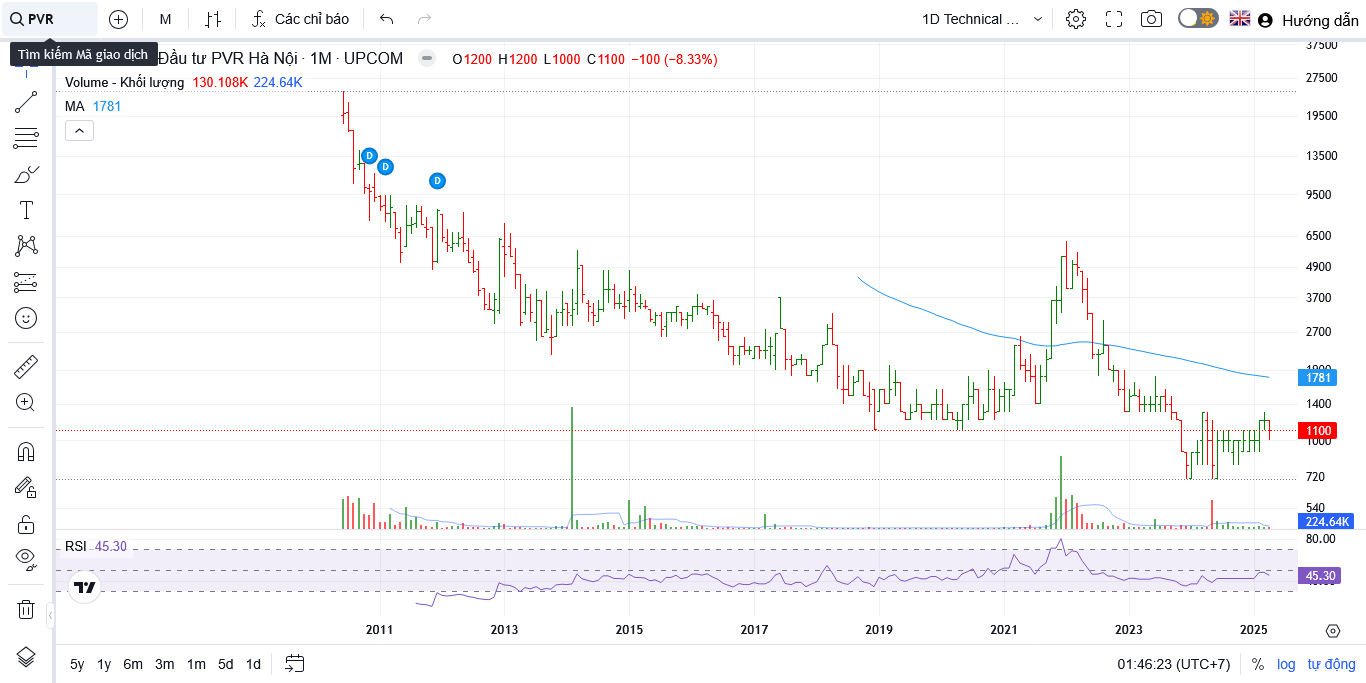 PVR
M
Các chỉ báo
1D Technical ...
Hướng dẫn
Tìm kiếm Mã giao dịch
Đầu tư PVR Hà Nội · 1M · UPCOM
O1200 H1200 L1000 C1100 −100 (−8.33%)
Volume - Khối lượng 130.108K 224.64K
MA 1781
D
D
D
37500
27500
19500
13500
9500
6500
4900
3700
2700
1900
1781
1400
1100
1000
720
540
224.64K
RSI 45.30
80.00
45.30
2011 2013 2015 2017 2019 2021 2023 2025
5y 1y 6m 3m 1m 5d 1d
01:46:23 (UTC+7)
% log tự động